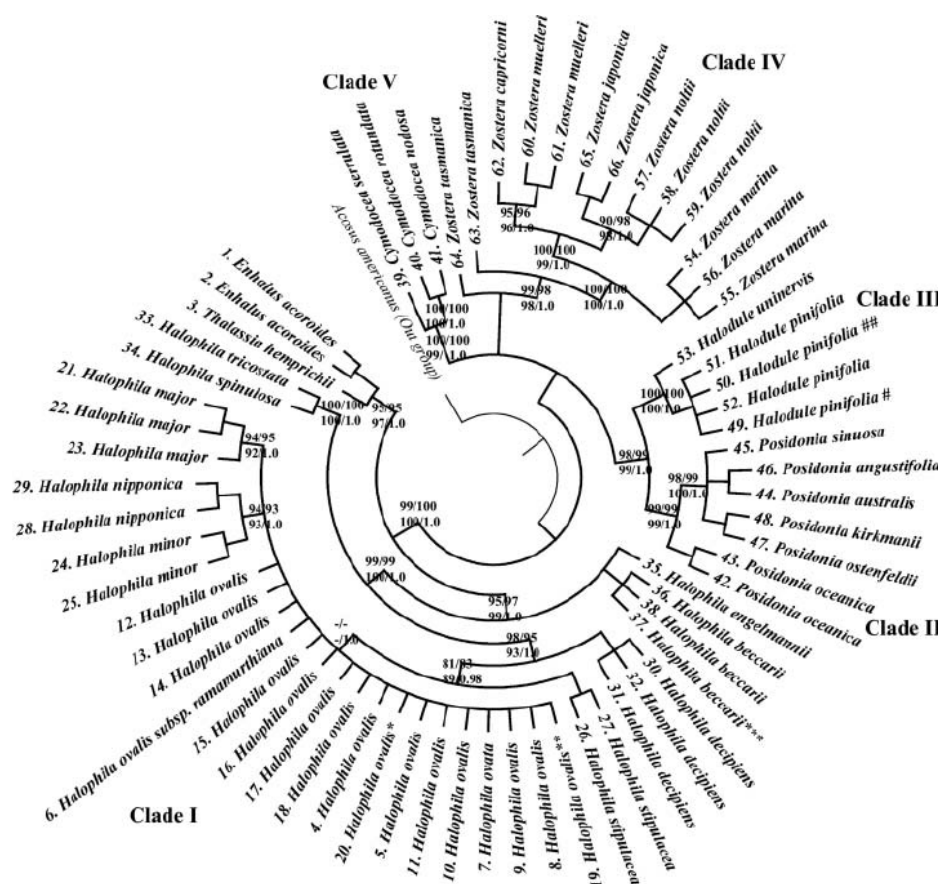 Clade V
Clade IV
Clade III
Clade II
Clade I
Cymodocea serrulata
39. Cymodocea rotundata
40. Cymodocea nodosa
41. Cymodocea
64. Zostera tasmanica
63. Zostera tasmanica
62. Zostera capricorni
60. Zostera muelleri
61. Zostera muelleri
65. Zostera japonica
66. Zostera japonica
57. Zostera noltii
58. Zostera noltii
59. Zostera noltii
54. Zostera marina
56. Zostera marina
55. Zostera marina
53. Halodule uninervis
51. Halodule pinifolia
50. Halodule pinifolia ##
52. Halodule pinifolia
49. Halodule pinifolia #
45. Posidonia sinuosa
46. Posidonia angustifolia
44. Posidonia australis
48. Posidonia kirkmanii
47. Posidonia ostenfeldii
43. Posidonia oceanica
42. Posidonia oceanica
35. Halophila engelmannii
36. Halophila beccarii
38. Halophila beccarii
37. Halophila beccarii***
30. Halophila decipiens
32. Halophila decipiens
31. Halophila decipiens
27. Halophila stipulacea
26. Halophila stipulacea
19. Halophila ovalis**
8. Halophila ovalis
9. Halophila ovalis
7. Halophila ovata
10. Halophila ovalis
11. Halophila ovalis
5. Halophila ovalis
20. Halophila ovalis*
4. Halophila ovalis
18. Halophila ovalis
17. Halophila ovalis
16. Halophila ovalis
15. Halophila ovalis
6. Halophila ovalis subsp. ramamurthiana
14. Halophila ovalis
13. Halophila ovalis
12. Halophila ovalis
25. Halophila minor
24. Halophila minor
28. Halophila nipponica
29. Halophila nipponica
23. Halophila major
22. Halophila major
21. Halophila major
34. Halophila spinulosa
33. Halophila tricostata
3. Thalassia hemprichii
2. Enhalus acoroides
1. Enhalus acoroides
Acosus americanus (Out group)
95/96
96/1.0
90/98
98/1.0
100/100
99/1.0
100/100
100/1.0
99/98
98/1.0
100/100
100/1.0
100/100
99/1.0
100/100
100/1.0
98/99
99/1.0
98/99
100/1.0
99/99
99/1.0
100/100
100/1.0
95/95
97/1.0
94/95
92/1.0
94/93
93/1.0
99/100
100/1.0
99/99
100/1.0
95/97
99/1.0
98/95
93/1.0
81/83
89/0.98
-/-
-/1.0